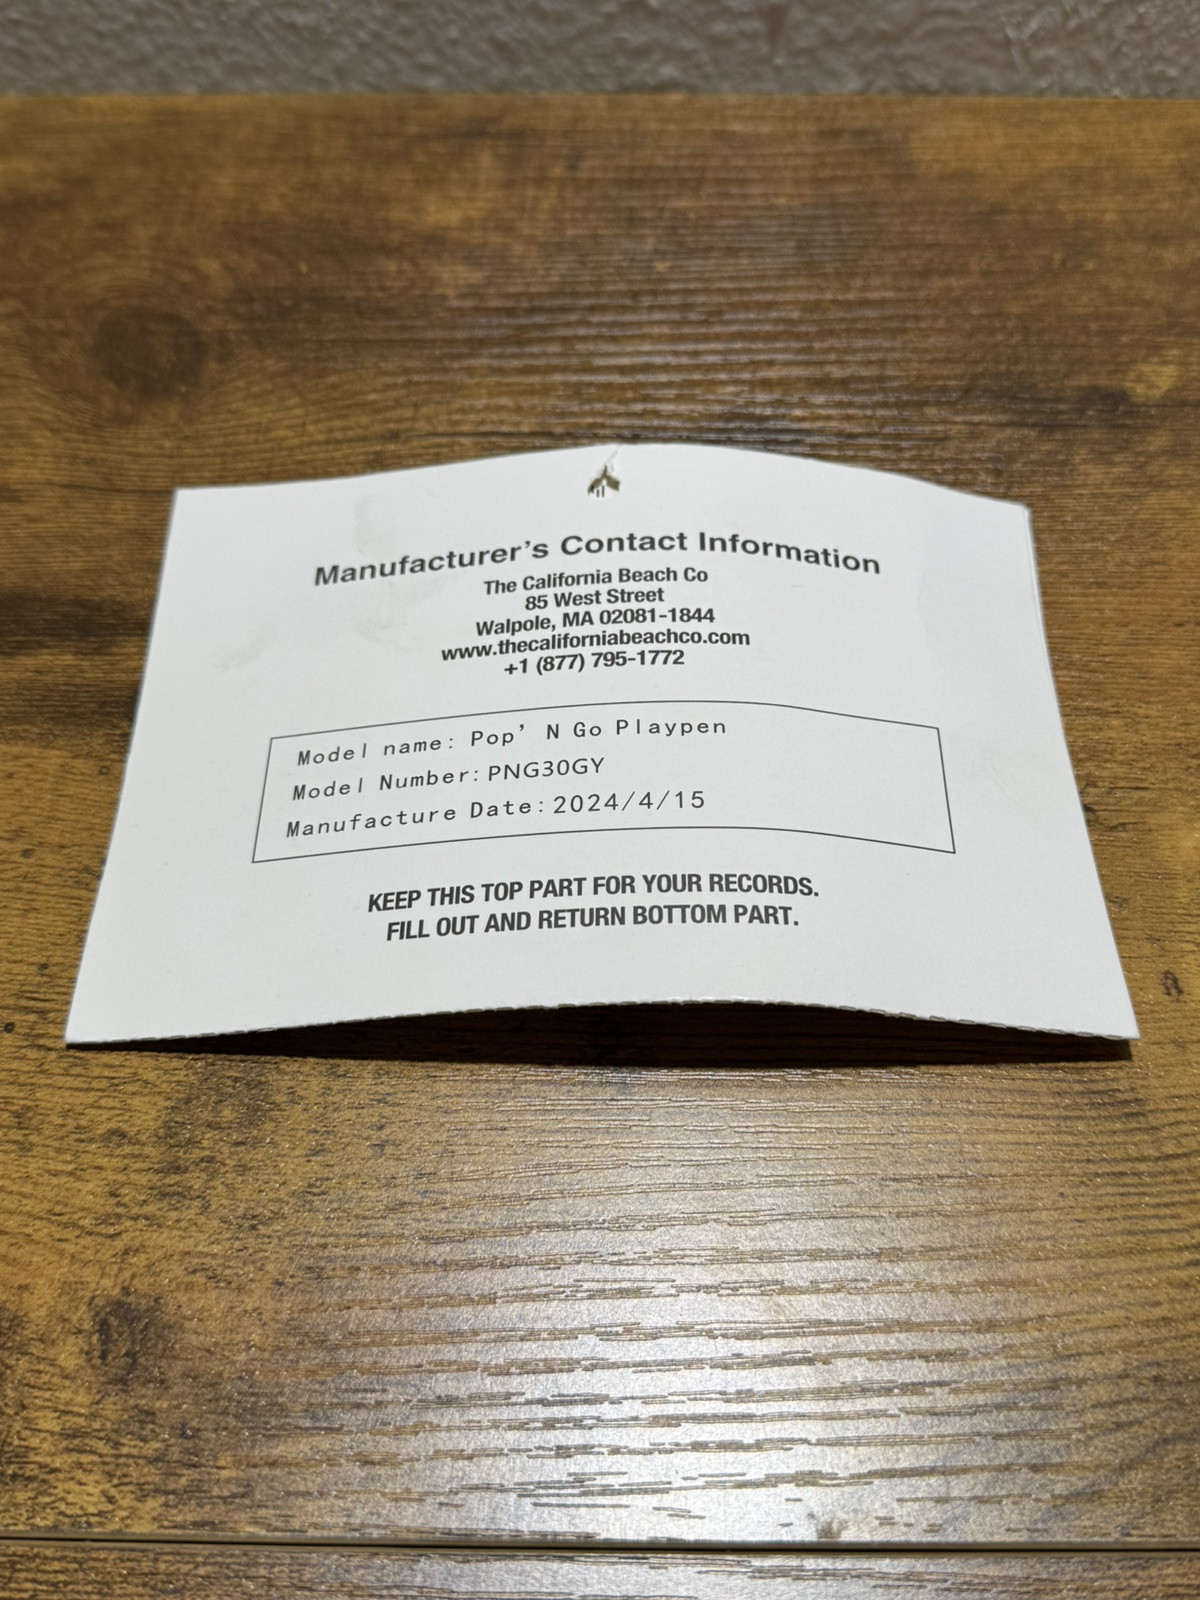 Manufacturer's Contact Information
The California Beach Co
85 West Street
Walpole, MA 02081-1844
www.thecaliforniabeachco.com
+1 (877) 795-1772
Model name: Pop' N Go Playpen
Model Number: PNG30GY
Manufacture Date: 2024/4/15
KEEP THIS TOP PART FOR YOUR RECORDS.
FILL OUT AND RETURN BOTTOM PART.